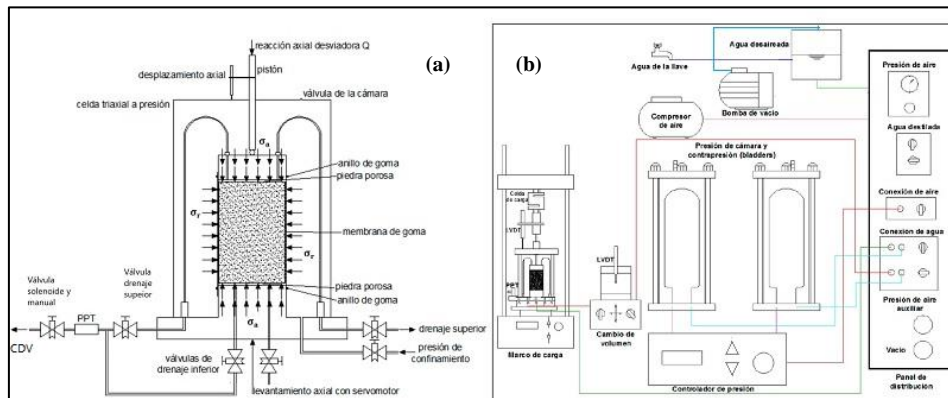 reacción axial desviadora Q
desplazamiento axial
pistón
(a)
celda triaxial a presión
válvula de la cámara
σa
anillo de goma
piedra porosa
σr
membrana de goma
σr
piedra porosa
anillo de goma
σa
Válvula
solenoide y
manual
Válvula
drenaje
superior
PPT
CDV
válvulas de
drenaje inferior
drenaje superior
presión de
confinamiento
levantamiento axial con servomotor
(b)
Agua de la llave
Agua desaireada
Bomba de vacío
Compresor
de aire
Presión de cámara y
contrapresión (bladders)
Celda
de carga
LVDT
PPT
Marco de carga
LVDT
Cambio de
volumen
Controlador de presión
Presión de aire
Agua destilada
Conexión de aire
Conexión de agua
Presión de aire
auxiliar
Vacío
Panel de
distribución